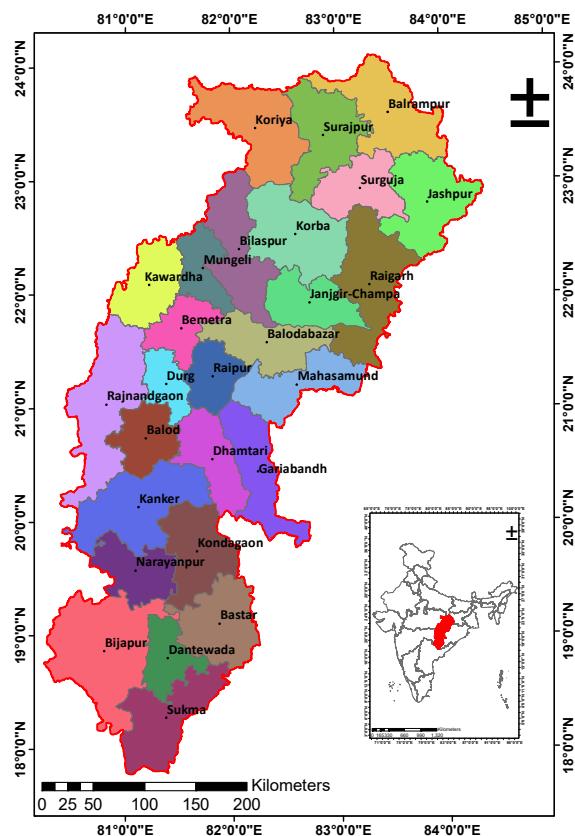 81°0'0"N 82°0'0"N 83°0'0"N 84°0'0"N 85°0'0"N
24°0'0"N
24°0'0"N
23°0'0"N
23°0'0"N
22°0'0"N
22°0'0"N
21°0'0"N
21°0'0"N
20°0'0"N
20°0'0"N
19°0'0"N
19°0'0"N
18°0'0"N
18°0'0"N
Balrampur
Koriya
Surajpur
Surguja
Jashpur
Korba
Bilaspur
Mungeli
Kawardha
Raigarh
Janjgir-Champa
Bemetra
Balodabazar
Raipur
Durg
Mahasamund
Rajnandgaon
Balod
Dhamtari
Gariabandh
Kanker
Kondagaon
Narayanpur
Bastar
Bijapur
Dantewada
Sukma
Kilometers
0 25 50 100 150 200
Kilometers
81°0'0"N 82°0'0"N 83°0'0"N 84°0'0"N